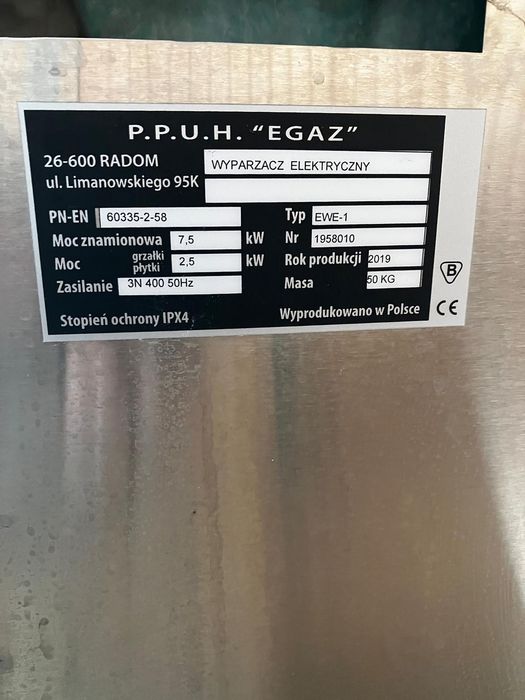 P.P.U.H. "EGAZ"
26-600 RADOM
ul. Limanowskiego 95K
WYPARZACZ ELEKTRYCZNY
PN-EN 60335-2-58
Typ EWE-1
Moc znamionowa 7,5 kW
Nr 1958010
Moc grzałki płytki 2,5 kW
Rok produkcji 2019
Zasilanie 3N 400 50Hz
Masa 50 KG
Stopień ochrony IPX4
Wyprodukowano w Polsce
B
CE